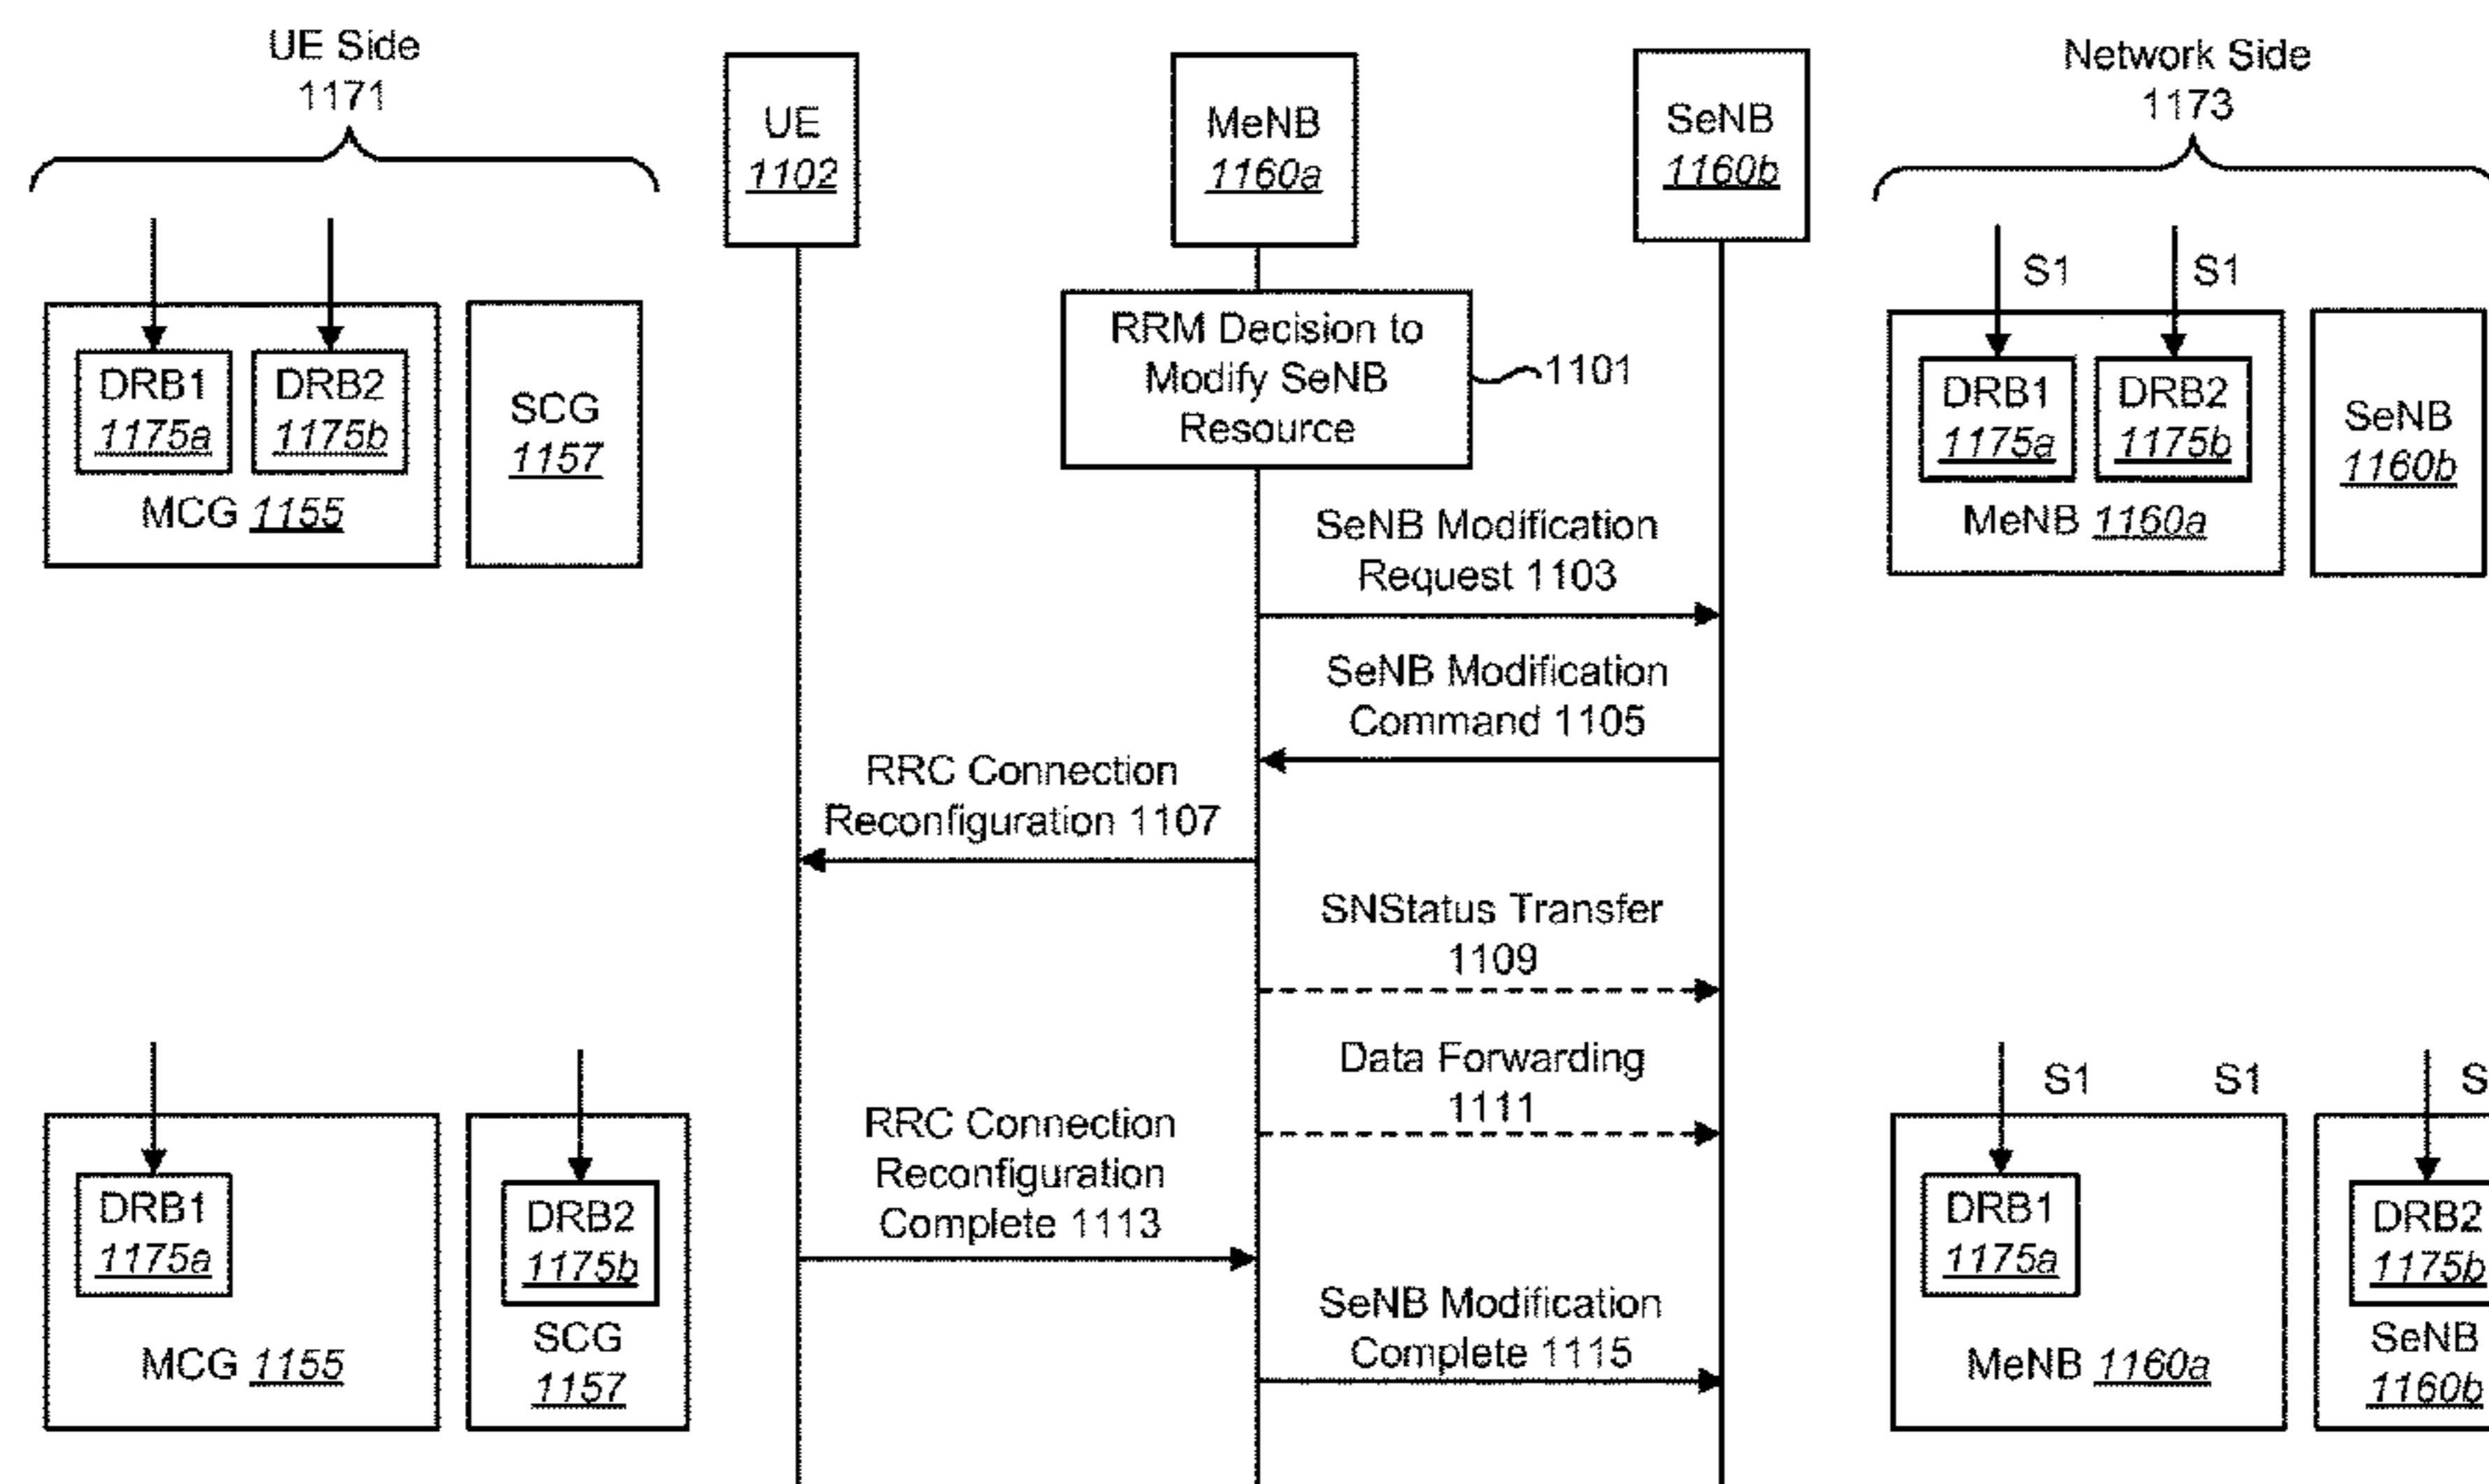 UE Side
1171
UE
1102
MeNB
1160a
SeNB
1160b
Network Side
1173
DRB1
1175a
DRB2
1175b
MCG 1155
SCG
1157
RRM Decision to
Modify SeNB
Resource
1101
S1
S1
DRB1
1175a
DRB2
1175b
MeNB 1160a
SeNB
1160b
SeNB Modification
Request 1103
SeNB Modification
Command 1105
RRC Connection
Reconfiguration 1107
SNStatus Transfer
1109
Data Forwarding
1111
RRC Connection
Reconfiguration
Complete 1113
SeNB Modification
Complete 1115
DRB1
1175a
MCG 1155
DRB2
1175b
SCG
1157
S1
S1
S
DRB1
1175a
MeNB 1160a
DRB2
1175b
SeNB
1160b